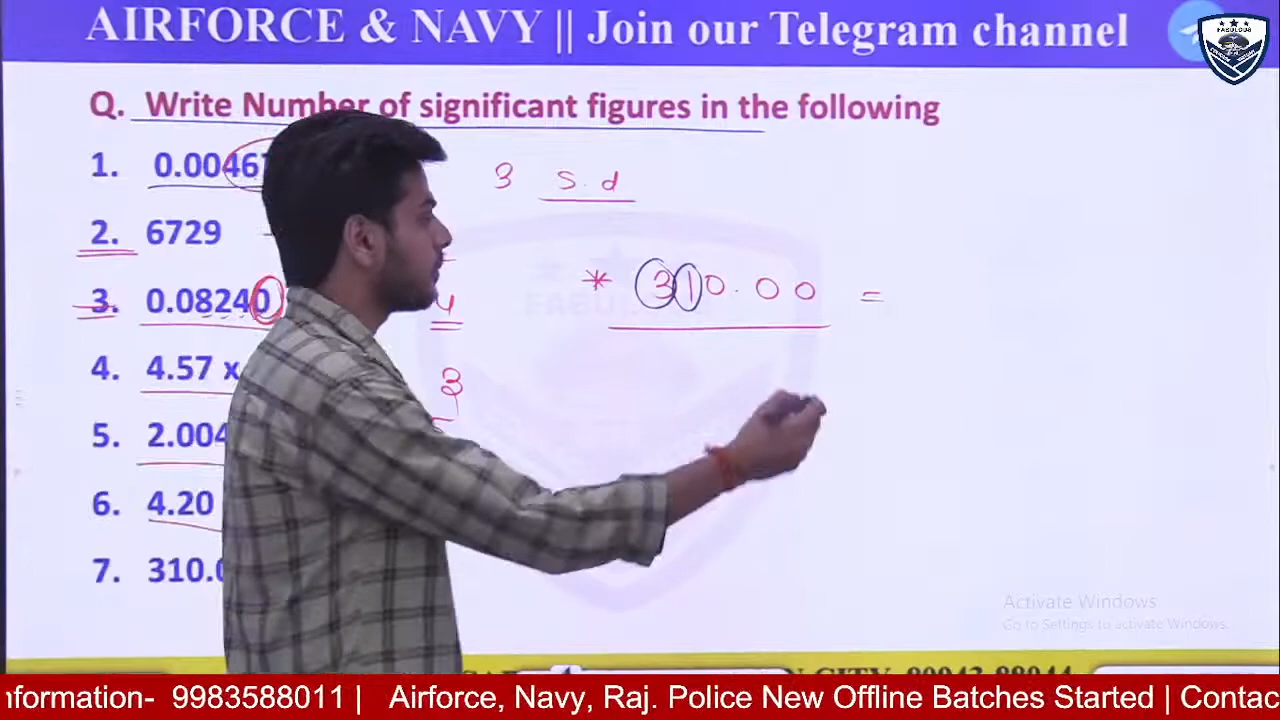 AIRFORCE & NAVY || Join our Telegram channel
FABULOUS
Q. Write Number of significant figures in the following
1. 0.0046
3 S.d
2. 6729
* 310.00 =
3. 0.08240
4
4. 4.57 x
3
5. 2.004
6. 4.20
7. 310.0
Activate Windows
Go to Settings to activate Windows.
nformation- 9983588011 | Airforce, Navy, Raj. Police New Offline Batches Started | Contac